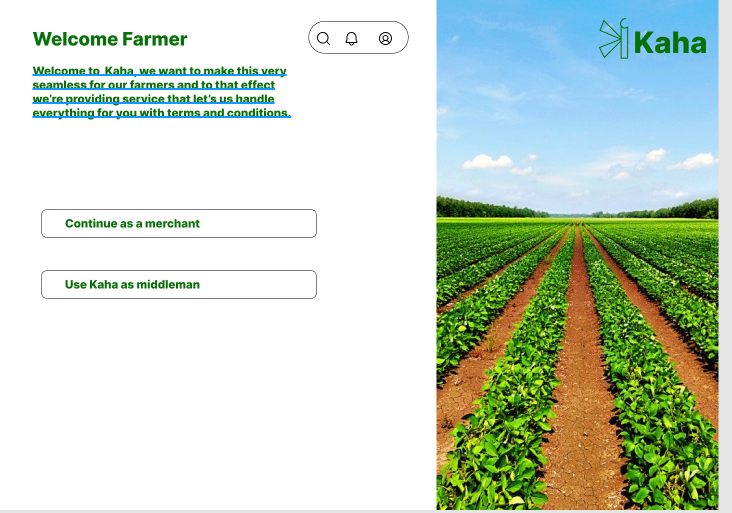 Welcome Farmer
Kaha
Welcome to Kaha, we want to make this very
seamless for our farmers and to that effect
we're providing service that let's us handle
everything for you with terms and conditions.
Continue as a merchant
Use Kaha as middleman